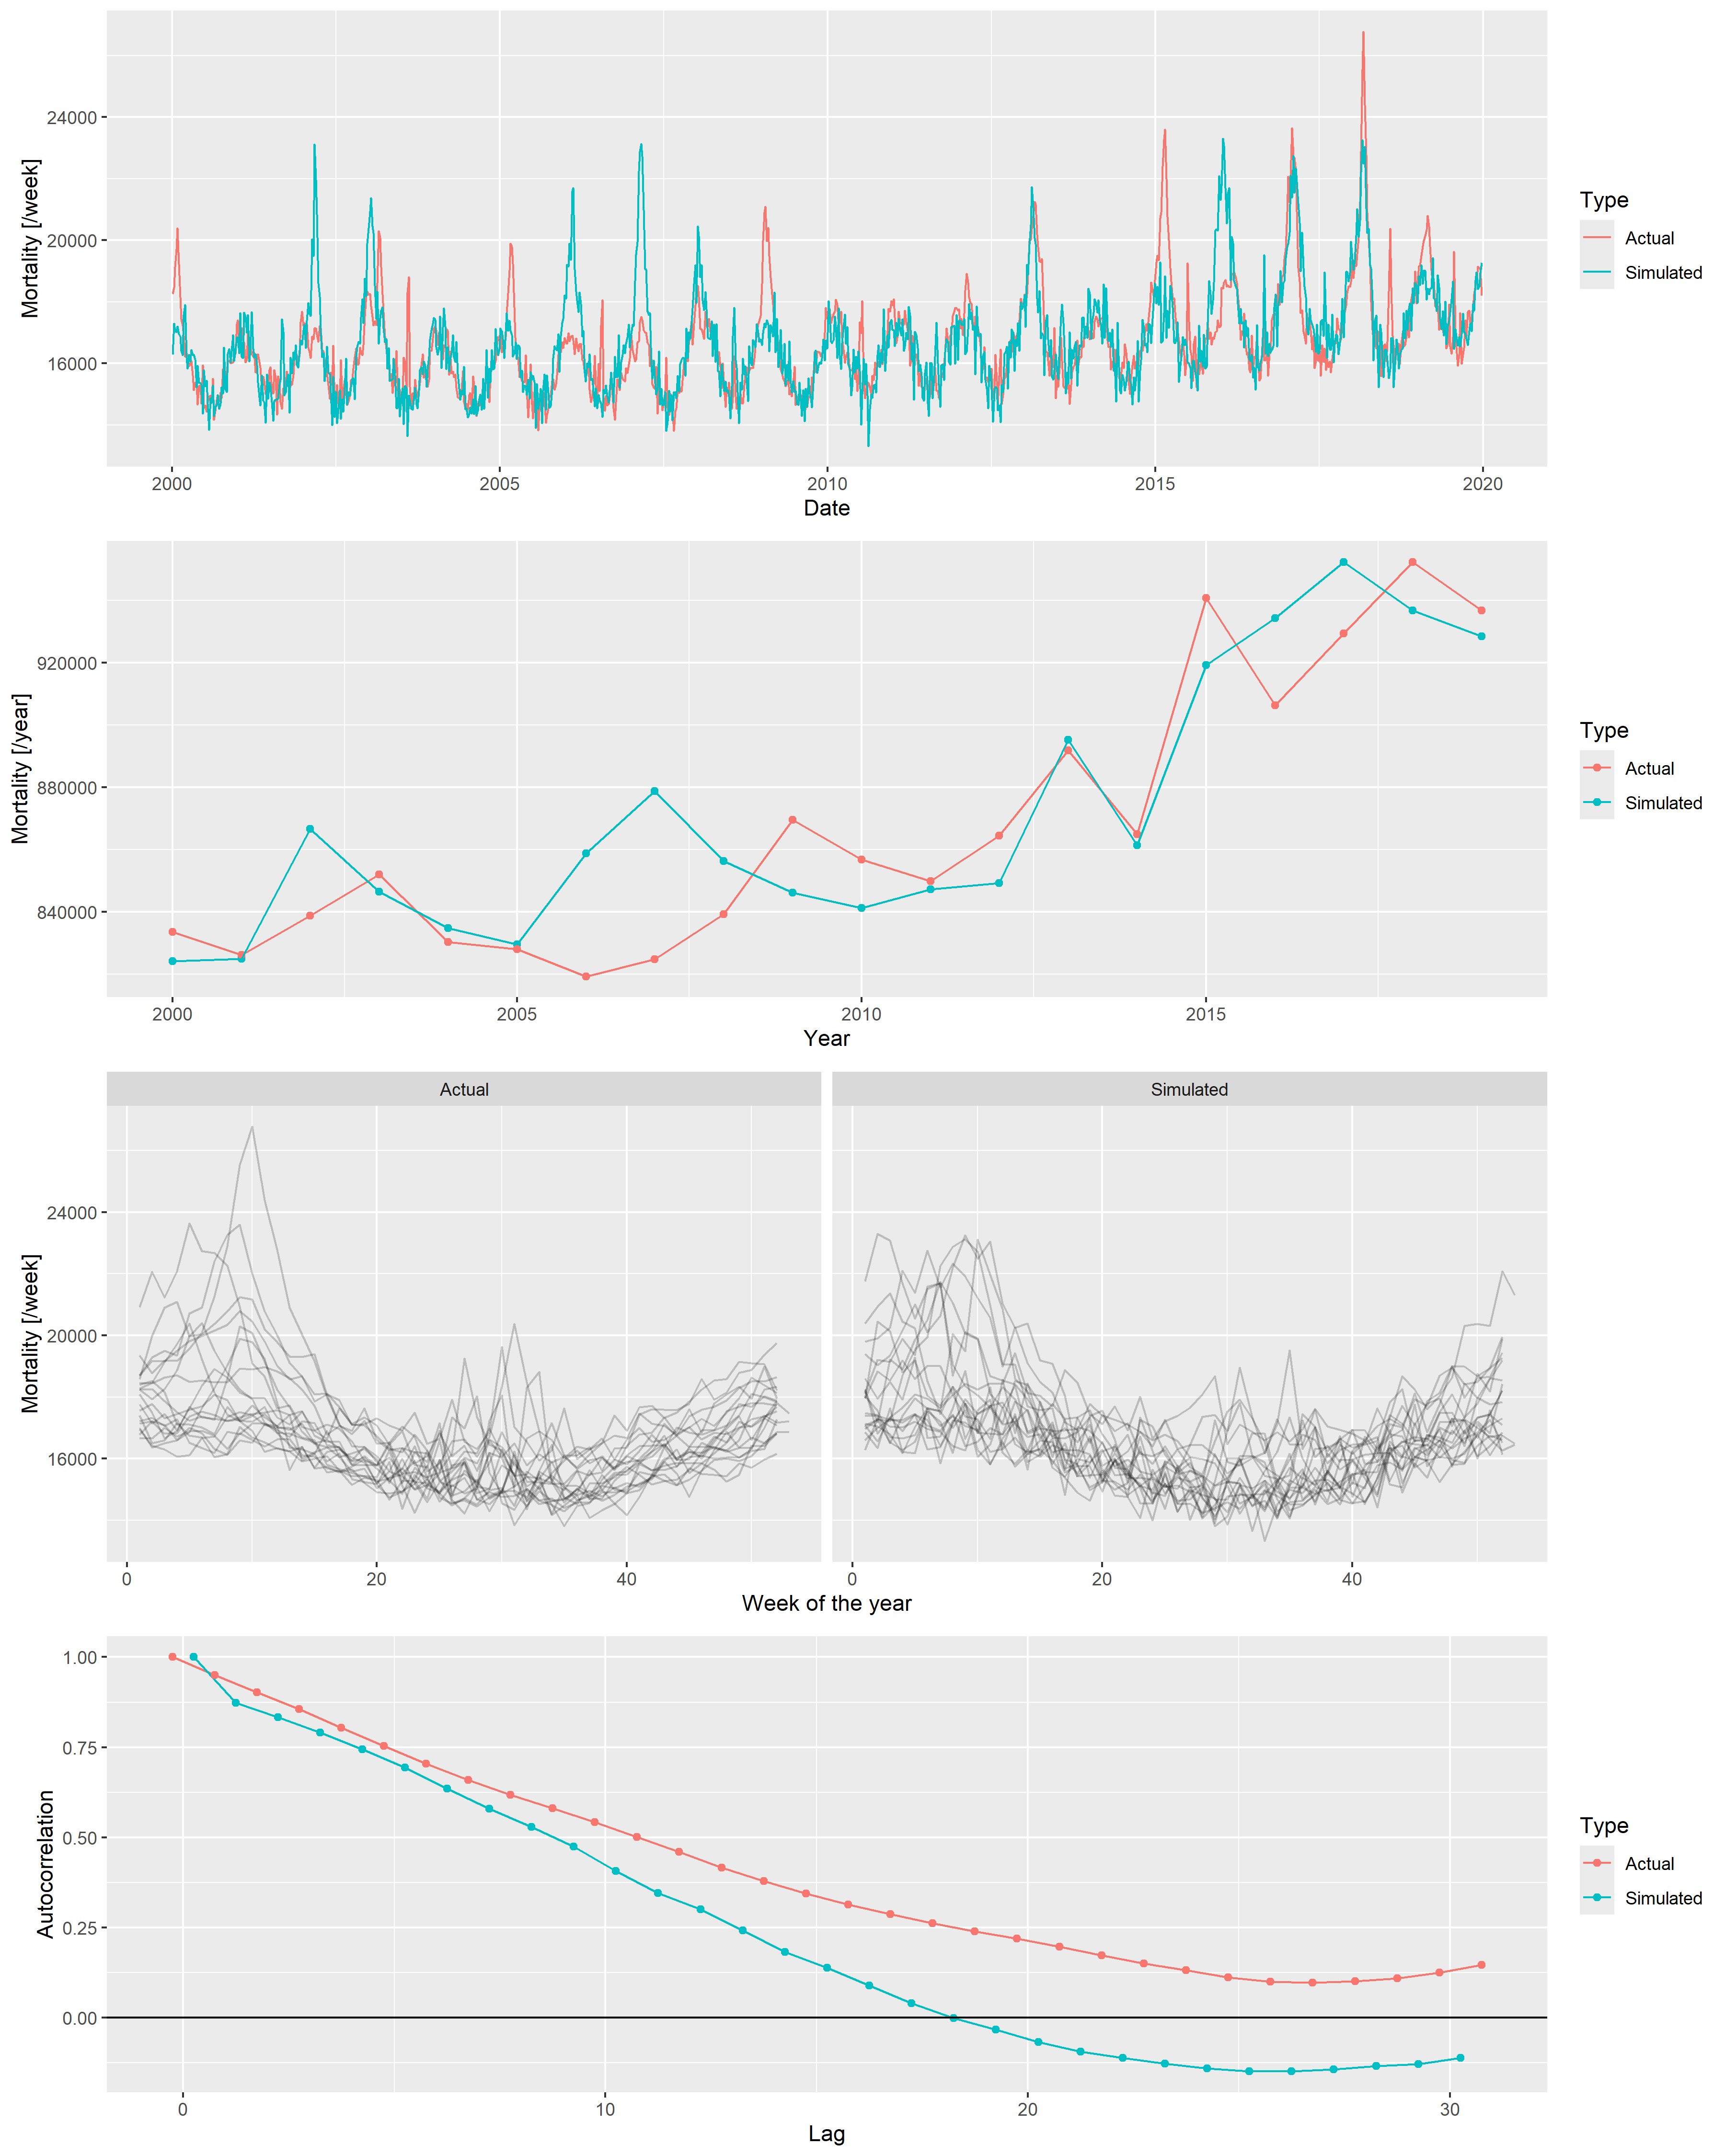 Mortality [/week]
24000
20000
16000
2000 2005 2010 2015 2020
Date
Type
Actual
Simulated
Mortality [/year]
920000
880000
840000
2000 2005 2010 2015
Year
Type
Actual
Simulated
Actual Simulated
Mortality [/week]
24000
20000
16000
0 20 40 0 20 40
Week of the year
Autocorrelation
1.00
0.75
0.50
0.25
0.00
0 10 20 30
Lag
Type
Actual
Simulated